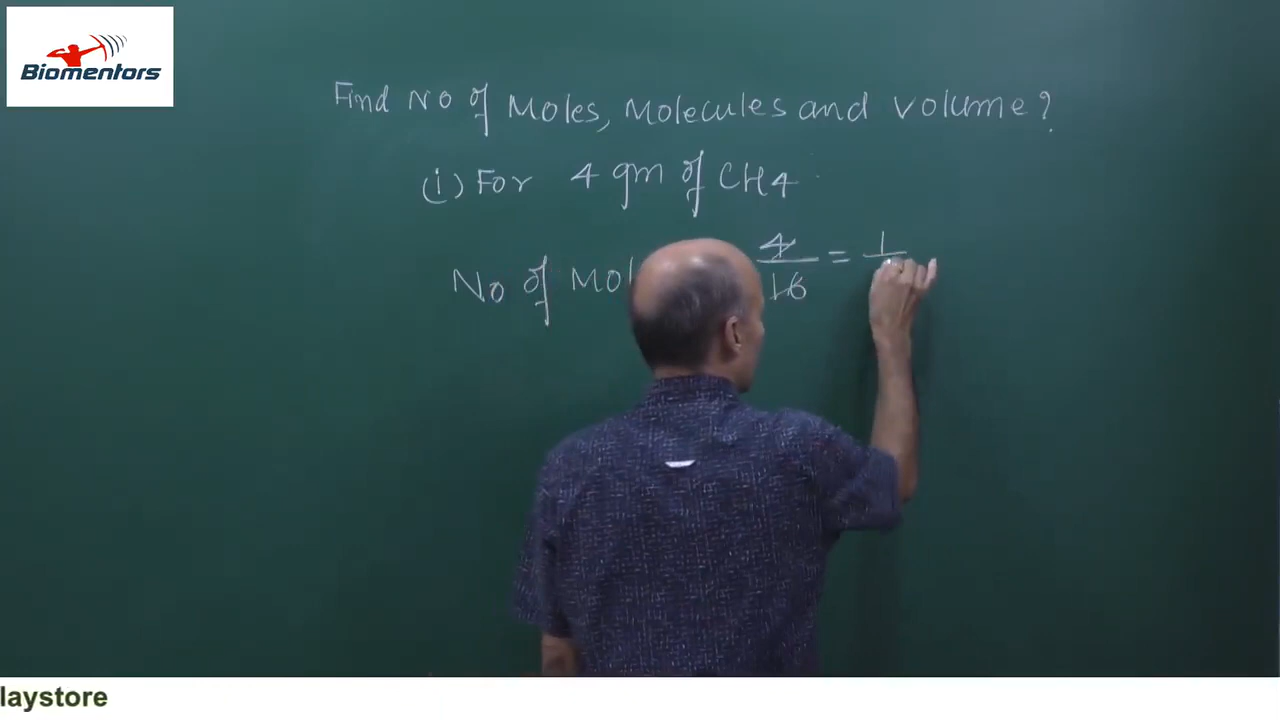 Biomentors
Find No of Moles, Molecules and Volume?
(i) For 4 gm of CH4
No of 4/16 = 1/
laystore